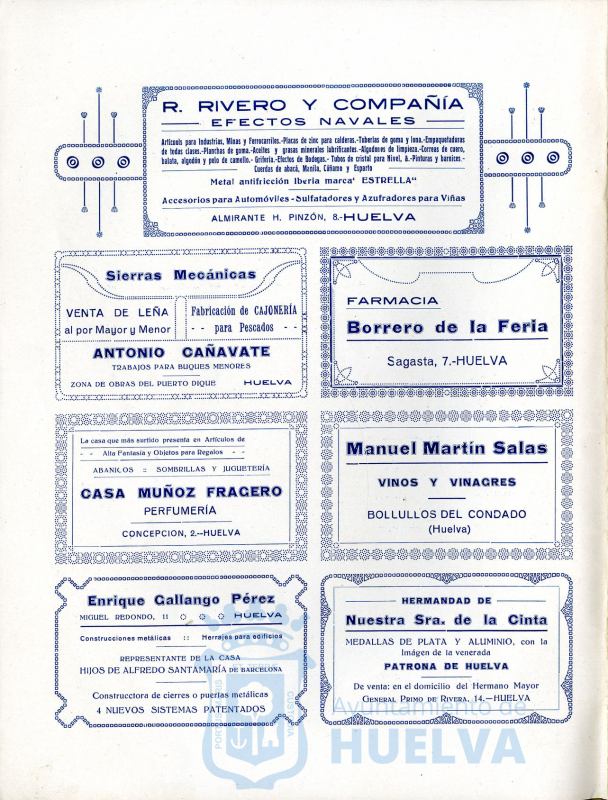 R. RIVERO Y COMPAÑÍA
EFECTOS NAVALES
Artículs para Industrias, Minas y Ferrocarriles.-Placas de zinc para calderas.-Tuberías de goma y lona.-Empaquetaduras
de todas clases.-Planchas de goma.-Aceites y grasas minerales lubrificantes.-Algodones de limpieza.-Correas de cuero,
balata, algodón y pelo de camello.- Grifería.-Efectos de Bodegas.- Tubos de cristal para Nivel, &.-Pinturas y barnices.-
Cuerdas de abacá, Manila, Cáñamo y Esparto
Metal antifricción Iberia marca' ESTRELLA"
Accesorios para Automóviles - Sulfatadores y Azufradores para Viñas
ALMIRANTE H. PINZÓN, 8.-HUELVA
Sierras Mecánicas
VENTA DE LEÑA
al por Mayor y Menor
Fabricación de CAJONERÍA
- - para Pescados - -
ANTONIO CAÑAVATE
TRABAJOS PARA BUQUES MENORES
ZONA DE OBRAS DEL PUERTO DIQUE HUELVA
FARMACIA
Borrero de la Feria
Sagasta, 7.-HUELVA
La casa que más surtido presenta en Artículos de
- - Alta Fantasía y Objetos para Regalos - -
ABANICOS :: SOMBRILLAS Y JUGUETERÍA
CASA MUÑOZ FRAGERO
PERFUMERÍA
CONCEPCION, 2.--HUELVA
Manuel Martín Salas
VINOS Y VINAGRES
BOLLULLOS DEL CONDADO
(Huelva)
Enrique Gallango Pérez
MIGUEL REDONDO, 11 HUELVA
Construcciones metálicas :: Herrajes para edificios
REPRESENTANTE DE LA CASA
HIJOS DE ALFREDO SANTAMARÍA DE BARCELONA
Constructora de cierres o puertas metálicas
4 NUEVOS SISTEMAS PATENTADOS
HERMANDAD DE
Nuestra Sra. de la Cinta
MEDALLAS DE PLATA Y ALUMINIO, con la
Imágen de la venerada
PATRONA DE HUELVA
De venta: en el domicilio del Hermano Mayor
GENERAL PRIMO DE RIVERA, 14.—HUELVA
Ayuntamiento de
HUELVA